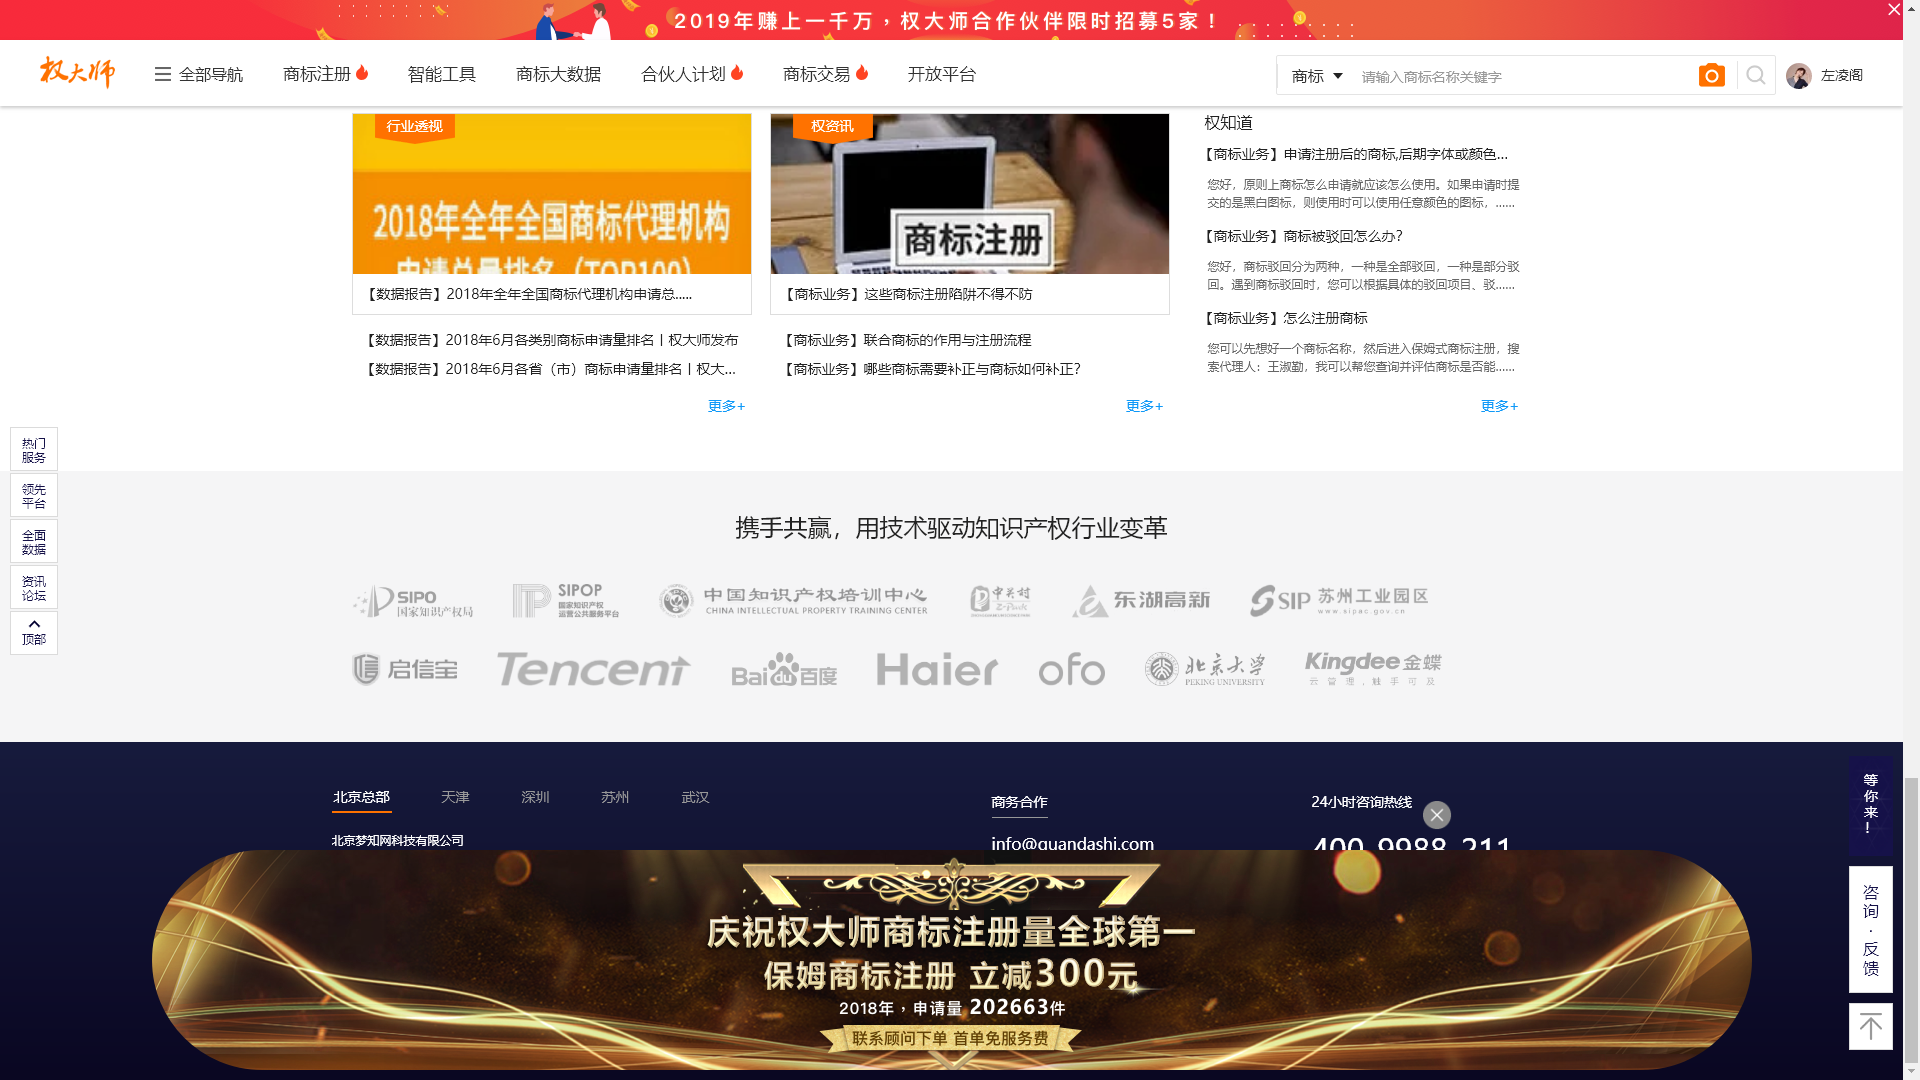 2019年赚上一千万，权大师合作伙伴限时招募5家！
权大师
全部导航
商标注册
智能工具
商标大数据
合伙人计划
商标交易
开放平台
商标
请输入商标名称关键字
左凌阁
行业透视
2018年全年全国商标代理机构
申请总量排名（TOP100）
【数据报告】2018年全年全国商标代理机构申请总.....
【数据报告】2018年6月各类别商标申请量排名丨权大师发布
【数据报告】2018年6月各省（市）商标申请量排名丨权大...
更多+
权资讯
商标注册
【商标业务】这些商标注册陷阱不得不防
【商标业务】联合商标的作用与注册流程
【商标业务】哪些商标需要补正与商标如何补正?
更多+
权知道
【商标业务】申请注册后的商标,后期字体或颜色...
您好，原则上商标怎么申请就应该怎么使用。如果申请时提
交的是黑白图标，则使用时可以使用任意颜色的图标，......
【商标业务】商标被驳回怎么办?
您好，商标驳回分为两种，一种是全部驳回，一种是部分驳
回。遇到商标驳回时，您可以根据具体的驳回项目、驳......
【商标业务】怎么注册商标
您可以先想好一个商标名称，然后进入保姆式商标注册，搜
索代理人：王淑勤，我可以帮您查询并评估商标是否能......
更多+
热门
服务
领先
平台
全面
数据
资讯
论坛
顶部
携手共赢，用技术驱动知识产权行业变革
SIPO
国家知识产权局
SIPOP
国家知识产权
运营公共服务平台
中国知识产权培训中心
CHINA INTELLECTUAL PROPERTY TRAINING CENTER
中关村
Z-Park
东湖高新
SIP 苏州工业园区
www.sipac.gov.cn
启信宝
Tencent
Baidu百度
Haier
ofo
北京大学
PEKING UNIVERSITY
Kingdee金蝶
云管理，触手可及
北京总部
天津
深圳
苏州
武汉
北京梦知网科技有限公司
商务合作
info@quandashi.com
24小时咨询热线
400-9988-211
等你来！
咨询·反馈
庆祝权大师商标注册量全球第一
保姆商标注册 立减300元
2018年，申请量 202663件
联系顾问下单 首单免服务费